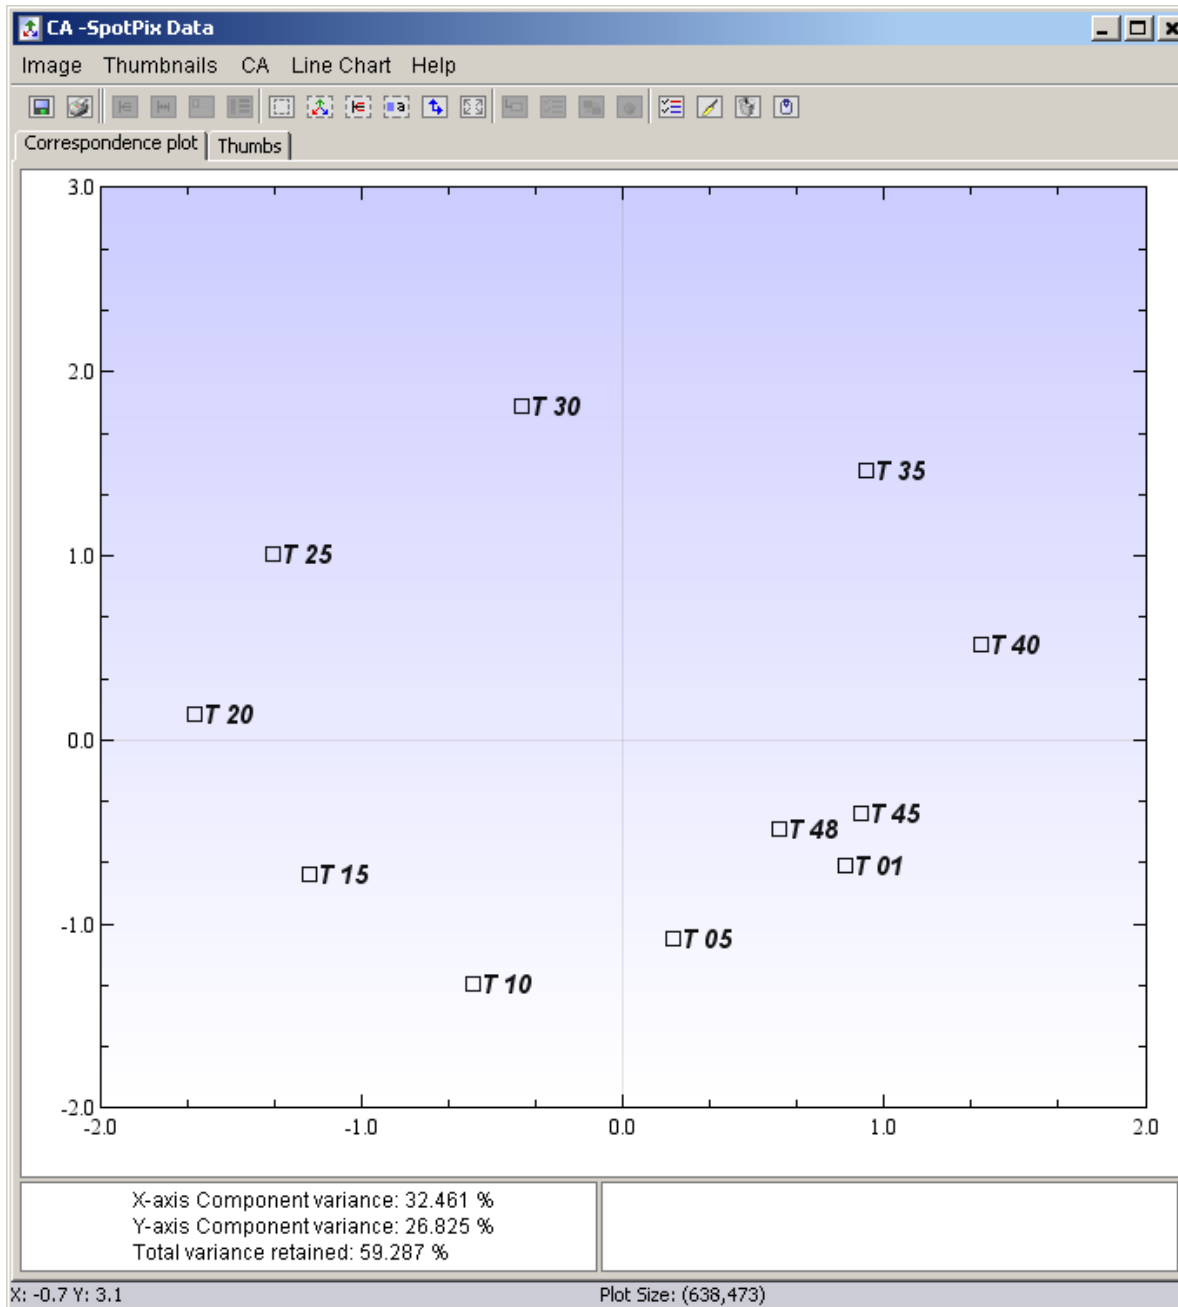 CA -SpotPix Data
Image Thumbnails CA Line Chart Help
Correspondence plot Thumbs
3.0
2.0
T 30
T 35
1.0
T 25
T 40
T 20
0.0
T 45
T 48
T 01
T 15
-1.0
T 05
T 10
-2.0
-2.0 -1.0 0.0 1.0 2.0
X-axis Component variance: 32.461 %
Y-axis Component variance: 26.825 %
Total variance retained: 59.287 %
X: -0.7 Y: 3.1 Plot Size: (638,473)